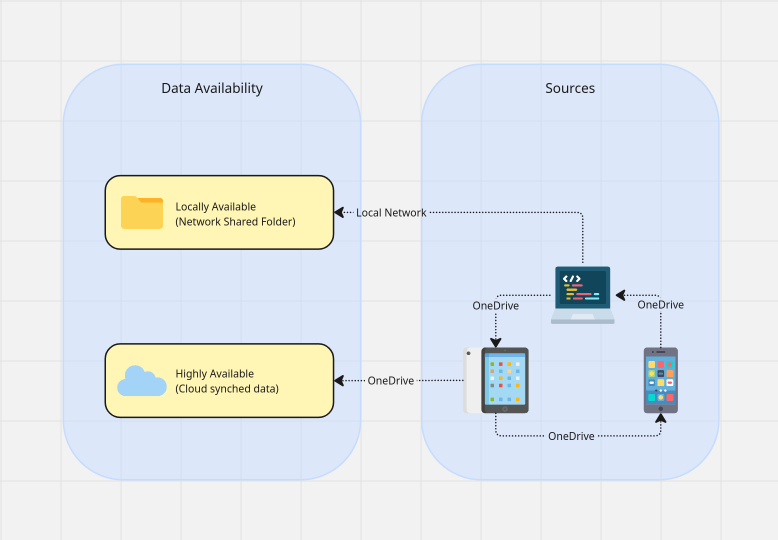 Data Availability
Sources
Locally Available
(Network Shared Folder)
Local Network
</>
OneDrive
OneDrive
Highly Available
(Cloud synched data)
OneDrive
OneDrive